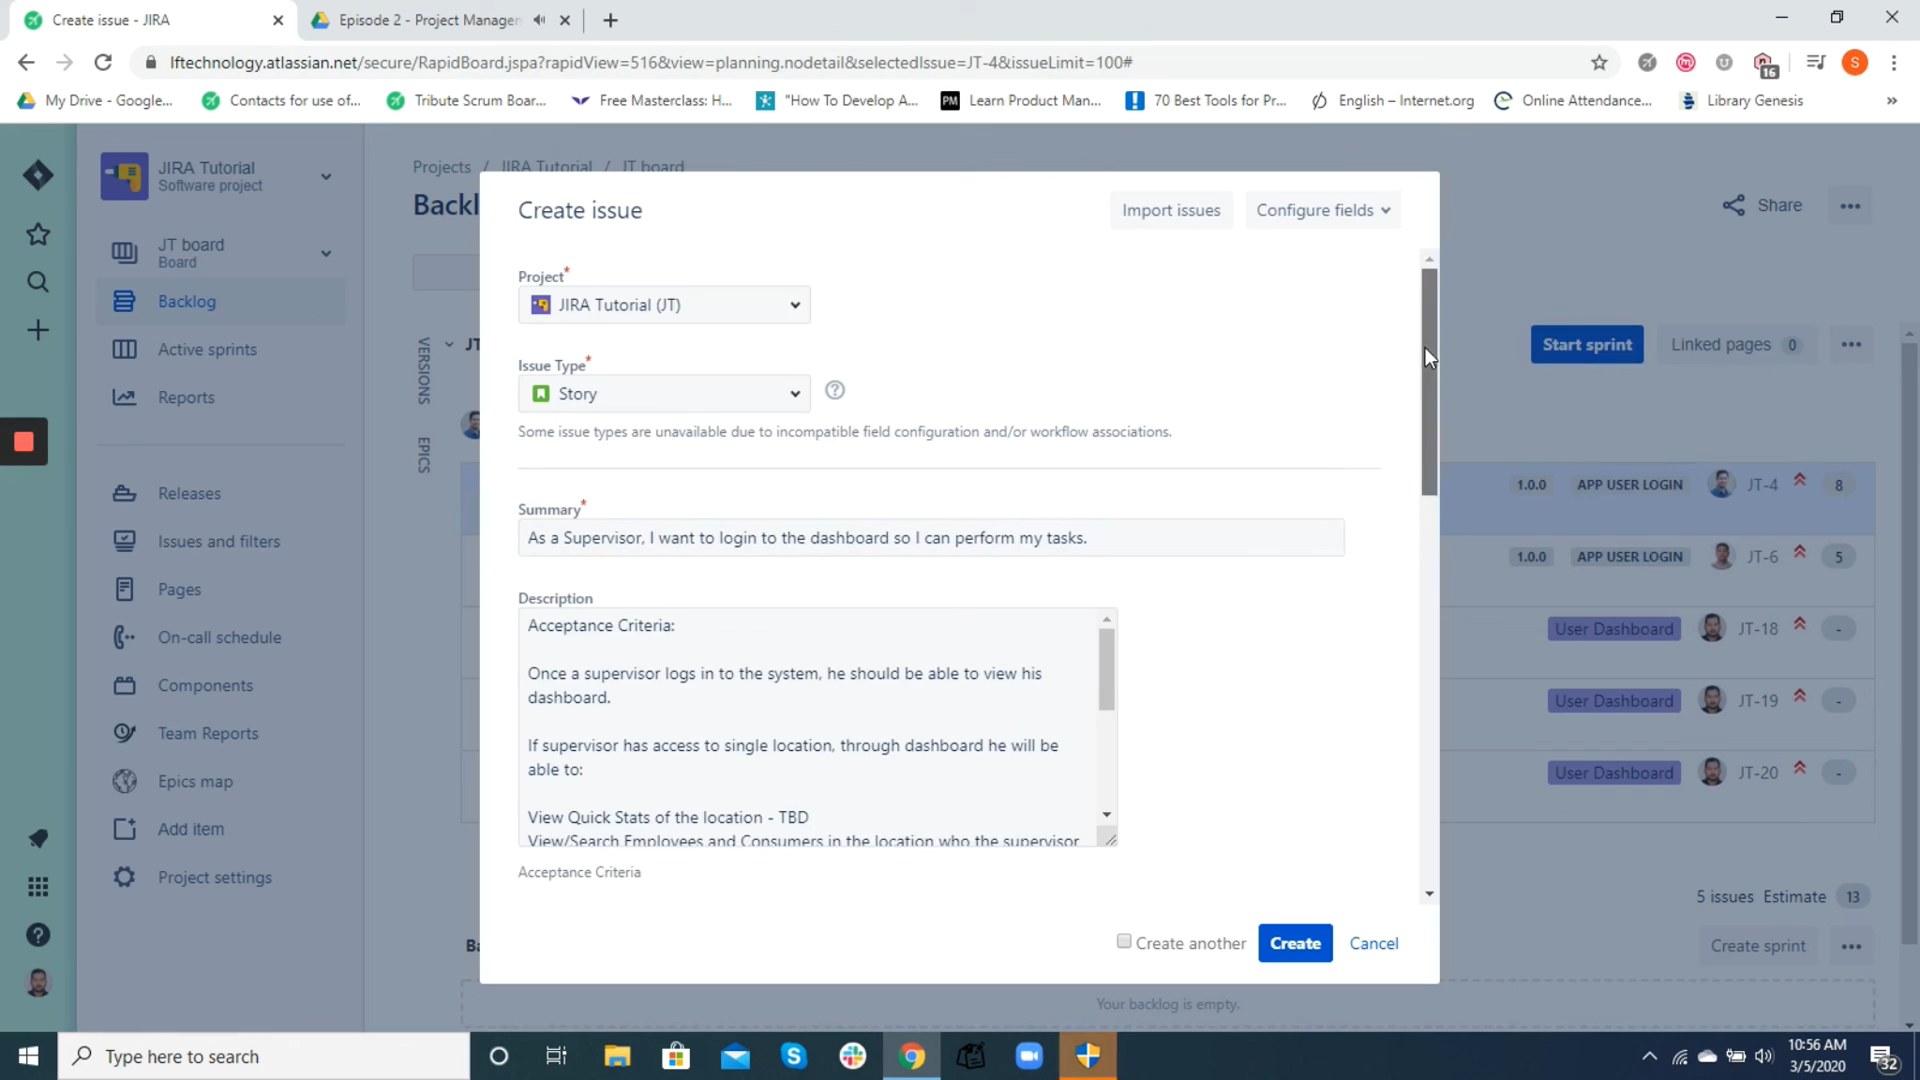 Create issue - JIRA
Episode 2 - Project Managem
lftechnology.atlassian.net/secure/RapidBoard.jspa?rapidView=516&view=planning.nodetail&selectedIssue=JT-4&issueLimit=100#
S
16
My Drive - Google...
Contacts for use of...
Tribute Scrum Boar...
Free Masterclass: H...
"How To Develop A...
PM
Learn Product Man...
70 Best Tools for Pr...
English – Internet.org
Online Attendance...
Library Genesis
»
JIRA Tutorial
Software project
JT board
Board
Backlog
Active sprints
Reports
Releases
Issues and filters
Pages
On-call schedule
Components
Team Reports
Epics map
Add item
Project settings
Projects / JIRA Tutorial / JT board
Backl
Share
VERSIONS
EPICS
JT
Start sprint
Linked pages 0
Create issue
Import issues
Configure fields
Project*
JIRA Tutorial (JT)
Issue Type*
Story
Some issue types are unavailable due to incompatible field configuration and/or workflow associations.
Summary*
As a Supervisor, I want to login to the dashboard so I can perform my tasks.
Description
Acceptance Criteria:
Once a supervisor logs in to the system, he should be able to view his
dashboard.
If supervisor has access to single location, through dashboard he will be
able to:
View Quick Stats of the location - TBD
View/Search Employees and Consumers in the location who the supervisor
Acceptance Criteria
Create another
Create
Cancel
1.0.0 APP USER LOGIN JT-4 8
1.0.0 APP USER LOGIN JT-6 5
User Dashboard JT-18 -
User Dashboard JT-19 -
User Dashboard JT-20 -
5 issues Estimate 13
Ba
Create sprint
Your backlog is empty.
Type here to search
10:56 AM
3/5/2020
32